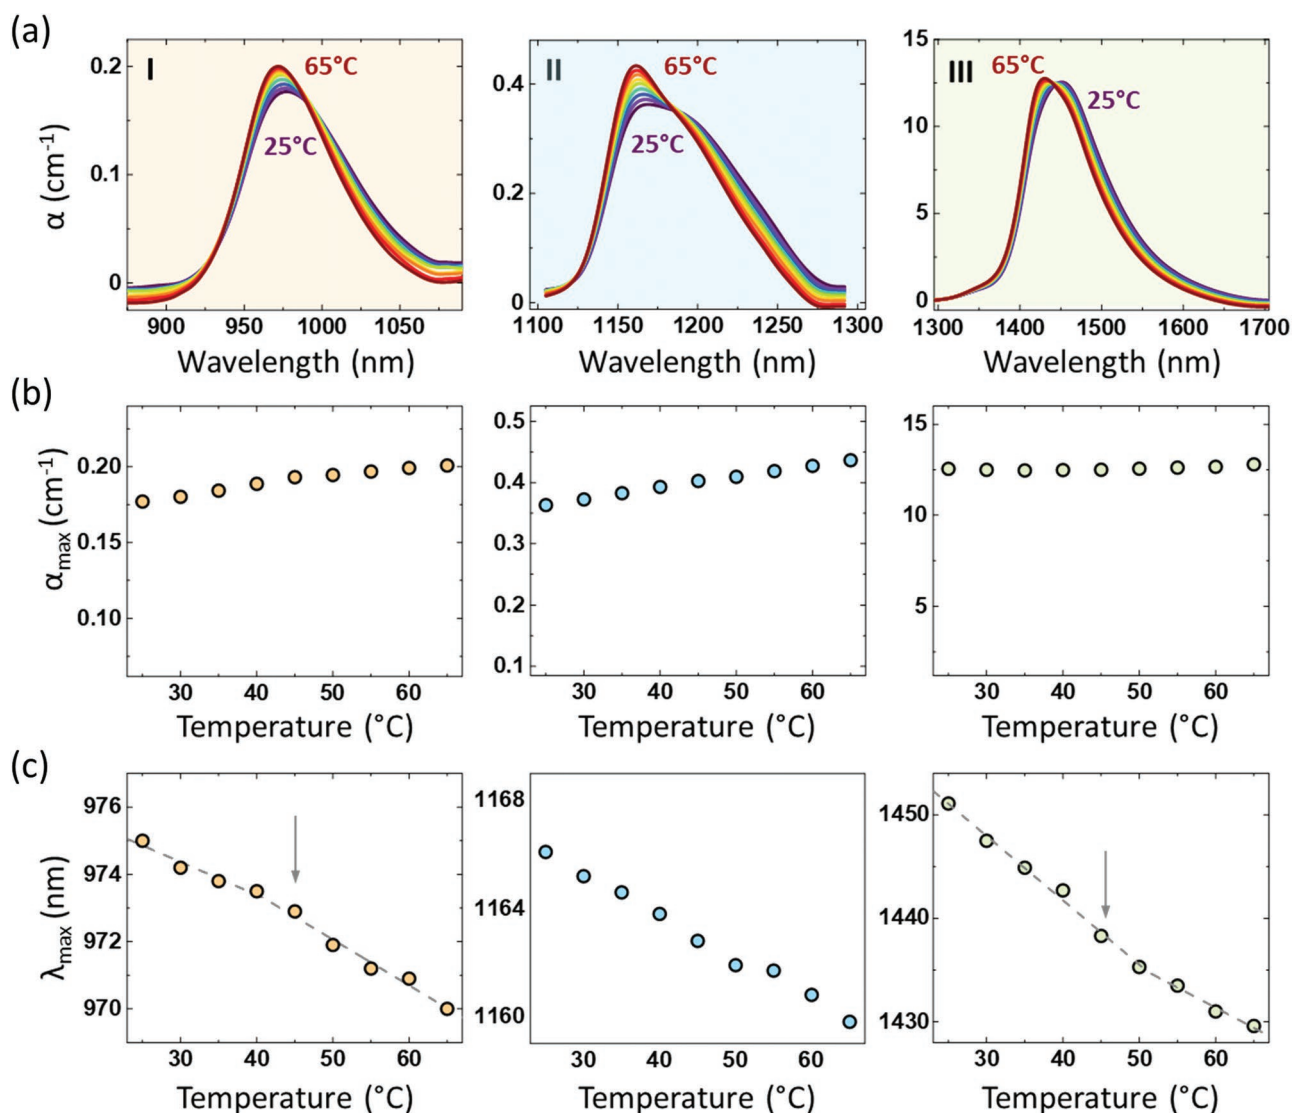 (a)
α (cm⁻¹)
0.2
0.1
0
I
65°C
25°C
900 950 1000 1050
Wavelength (nm)
0.4
0.2
0
II
65°C
25°C
1100 1150 1200 1250 1300
Wavelength (nm)
15
10
5
0
III
65°C
25°C
1300 1400 1500 1600 1700
Wavelength (nm)
(b)
αmax (cm⁻¹)
0.20
0.15
0.10
30 40 50 60
Temperature (°C)
0.5
0.4
0.3
0.2
0.1
30 40 50 60
Temperature (°C)
15
10
5
30 40 50 60
Temperature (°C)
(c)
λmax (nm)
976
974
972
970
30 40 50 60
Temperature (°C)
1168
1164
1160
30 40 50 60
Temperature (°C)
1450
1440
1430
30 40 50 60
Temperature (°C)